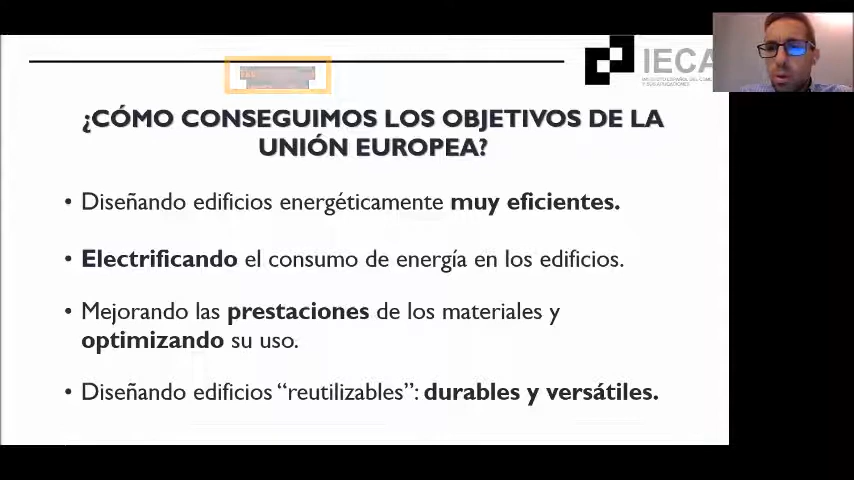 IECA
¿CÓMO CONSEGUIMOS LOS OBJETIVOS DE LA
UNIÓN EUROPEA?
• Diseñando edificios energéticamente muy eficientes.
• Electrificando el consumo de energía en los edificios.
• Mejorando las prestaciones de los materiales y
optimizando su uso.
• Diseñando edificios “reutilizables”: durables y versátiles.